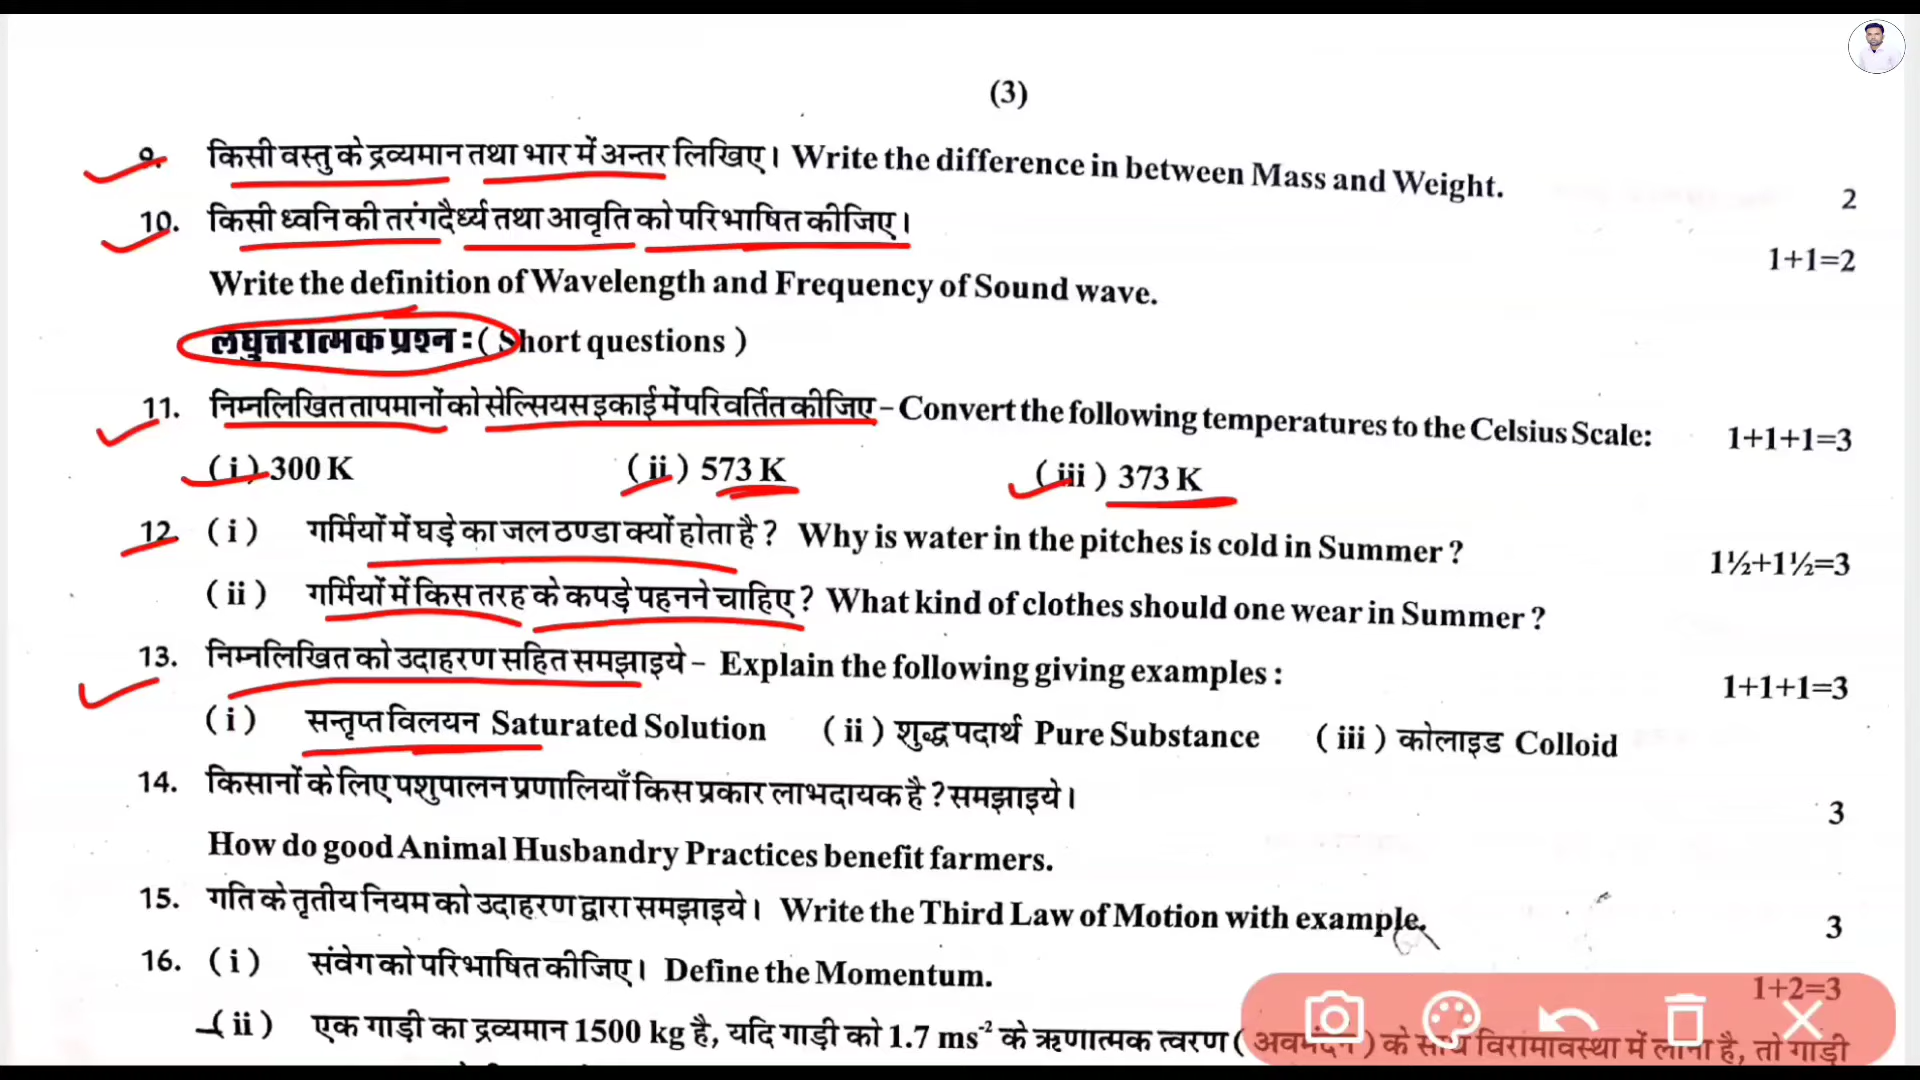 (3)
9. किसी वस्तु के द्रव्यमान तथा भार में अन्तर लिखिए। Write the difference in between Mass and Weight. 2
10. किसी ध्वनि की तरंगदैर्ध्य तथा आवृति को परिभाषित कीजिए। 1+1=2
Write the definition of Wavelength and Frequency of Sound wave.
लघुत्तरात्मक प्रश्न : ( Short questions )
11. निम्नलिखित तापमानों को सेल्सियस इकाई में परिवर्तित कीजिए – Convert the following temperatures to the Celsius Scale: 1+1+1=3
( i ) 300 K ( ii ) 573 K ( iii ) 373 K
12. ( i ) गर्मियों में घड़े का जल ठण्डा क्यों होता है ? Why is water in the pitches is cold in Summer ? 1½+1½=3
( ii ) गर्मियों में किस तरह के कपड़े पहनने चाहिए ? What kind of clothes should one wear in Summer ?
13. निम्नलिखित को उदाहरण सहित समझाइये – Explain the following giving examples : 1+1+1=3
( i ) सन्तृप्त विलयन Saturated Solution ( ii ) शुद्ध पदार्थ Pure Substance ( iii ) कोलाइड Colloid
14. किसानों के लिए पशुपालन प्रणालियाँ किस प्रकार लाभदायक है ? समझाइये। 3
How do good Animal Husbandry Practices benefit farmers.
15. गति के तृतीय नियम को उदाहरण द्वारा समझाइये। Write the Third Law of Motion with example. 3
16. ( i ) संवेग को परिभाषित कीजिए। Define the Momentum. 1+2=3
( ii ) एक गाड़ी का द्रव्यमान 1500 kg है, यदि गाड़ी को 1.7 ms⁻² के ऋणात्मक त्वरण ( अवमंदन ) के साथ विरामावस्था में लाना है, तो गाड़ी